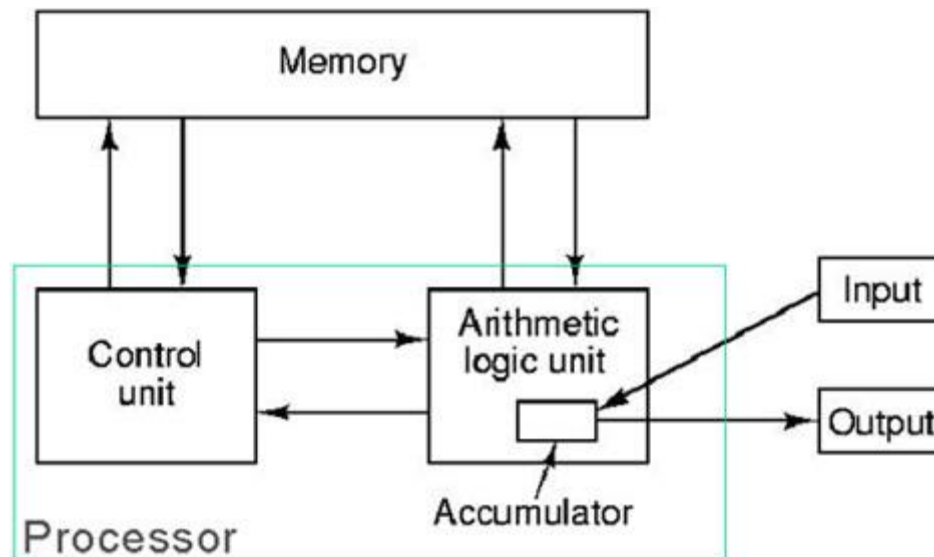 Memory
Control
unit
Arithmetic
logic unit
Input
Output
Accumulator
Processor